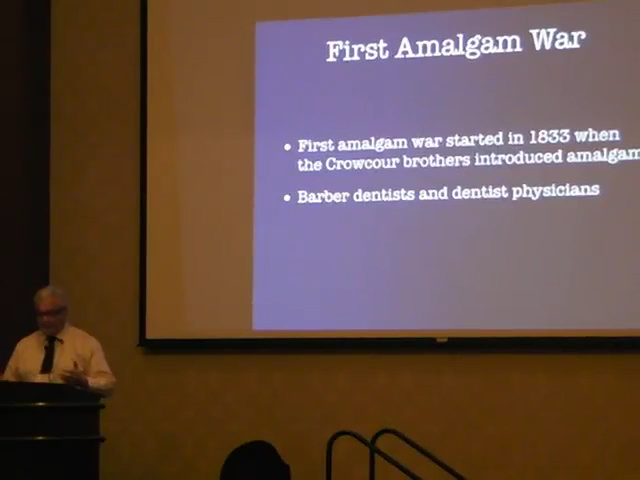 First Amalgam War
• First amalgam war started in 1833 when
the Crowcour brothers introduced amalgam
• Barber dentists and dentist physicians